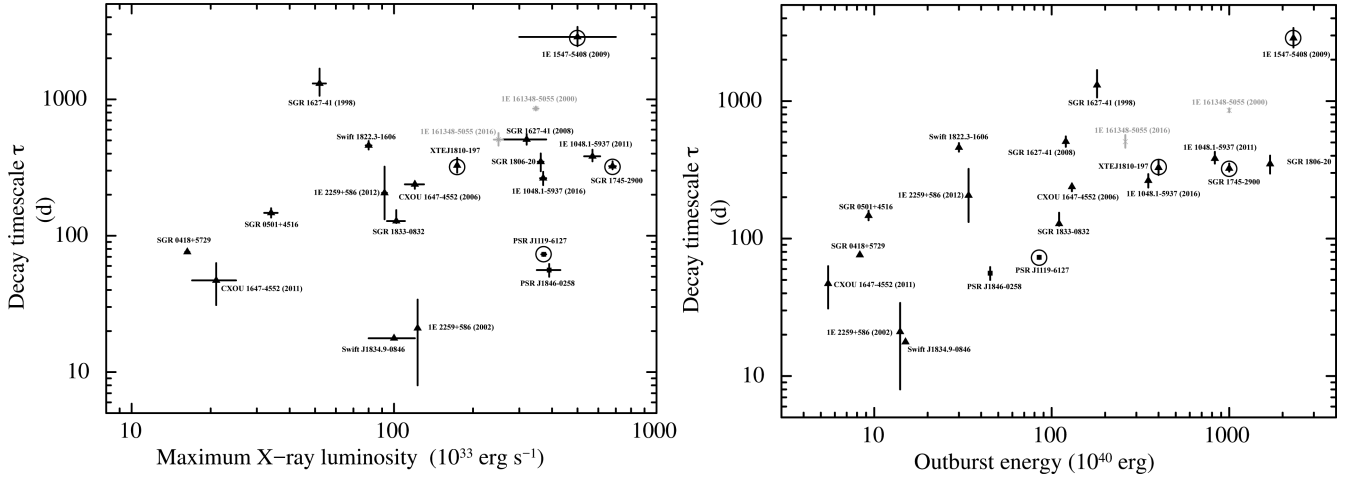 1E 1547-5408 (2009)
SGR 1627-41 (1998)
1E 161348-5055 (2000)
1E 161348-5055 (2016)
SGR 1627-41 (2008)
Swift 1822.3-1606
XTEJ1810-197
1E 1048.1-5937 (2011)
SGR 1806-20
SGR 1745-2900
1E 2259+586 (2012)
CXOU 1647-4552 (2006)
1E 1048.1-5937 (2016)
SGR 0501+4516
SGR 1833-0832
PSR J1119-6127
SGR 0418+5729
PSR J1846-0258
CXOU 1647-4552 (2011)
1E 2259+586 (2002)
Swift J1834.9-0846
1000
100
10
Decay timescale τ
(d)
10
100
1000
Maximum X−ray luminosity (10³³ erg s⁻¹)
1E 1547-5408 (2009)
SGR 1627-41 (1998)
1E 161348-5055 (2000)
Swift 1822.3-1606
1E 161348-5055 (2016)
SGR 1627-41 (2008)
XTEJ1810-197
1E 1048.1-5937 (2011)
SGR 1806-20
SGR 1745-2900
1E 2259+586 (2012)
CXOU 1647-4552 (2006)
1E 1048.1-5937 (2016)
SGR 0501+4516
SGR 1833-0832
SGR 0418+5729
PSR J1119-6127
PSR J1846-0258
CXOU 1647-4552 (2011)
1E 2259+586 (2002)
Swift J1834.9-0846
1000
100
10
Decay timescale τ
(d)
10
100
1000
Outburst energy (10⁴⁰ erg)